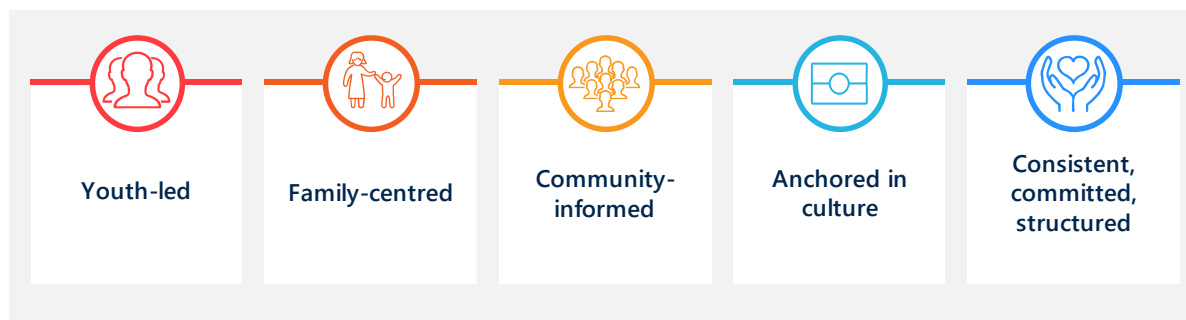 Youth-led
Family-centred
Community-
informed
Anchored in
culture
Consistent,
committed,
structured